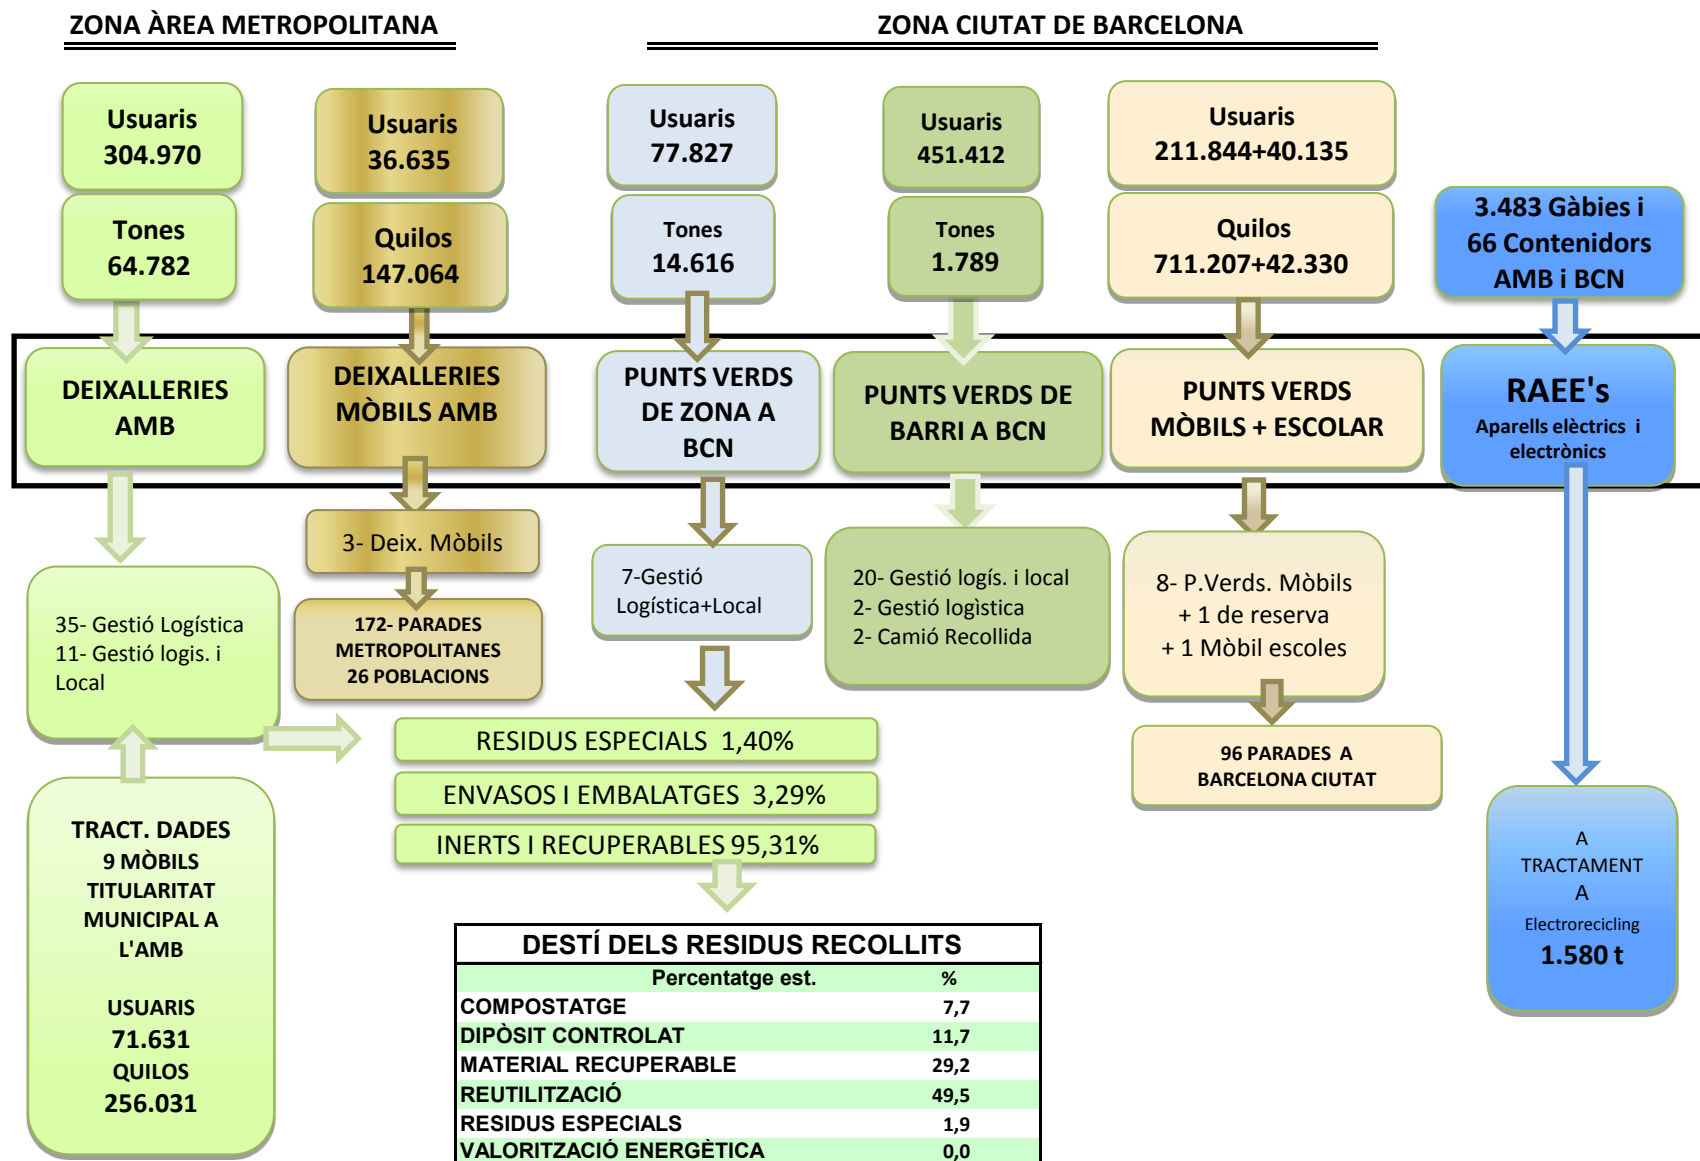 ZONA ÀREA METROPOLITANA
ZONA CIUTAT DE BARCELONA
Usuaris
304.970
Tones
64.782
Usuaris
36.635
Quilos
147.064
Usuaris
77.827
Tones
14.616
Usuaris
451.412
Tones
1.789
Usuaris
211.844+40.135
Quilos
711.207+42.330
3.483 Gàbies i
66 Contenidors
AMB i BCN
DEIXALLERIES
AMB
DEIXALLERIES
MÒBILS AMB
PUNTS VERDS
DE ZONA A
BCN
PUNTS VERDS DE
BARRI A BCN
PUNTS VERDS
MÒBILS + ESCOLAR
RAEE's
Aparells elèctrics i
electrònics
35- Gestió Logística
11- Gestió logis. i
Local
3- Deix. Mòbils
172- PARADES
METROPOLITANES
26 POBLACIONS
7-Gestió
Logística+Local
20- Gestió logís. i local
2- Gestió logìstica
2- Camió Recollida
8- P.Verds. Mòbils
+ 1 de reserva
+ 1 Mòbil escoles
96 PARADES A
BARCELONA CIUTAT
RESIDUS ESPECIALS 1,40%
ENVASOS I EMBALATGES 3,29%
INERTS I RECUPERABLES 95,31%
TRACT. DADES
9 MÒBILS
TITULARITAT
MUNICIPAL A
L'AMB
USUARIS
71.631
QUILOS
256.031
A
TRACTAMENT
A
Electrorecicling
1.580 t
DESTÍ DELS RESIDUS RECOLLITS
Percentatge est. %
COMPOSTATGE 7,7
DIPÒSIT CONTROLAT 11,7
MATERIAL RECUPERABLE 29,2
REUTILITZACIÓ 49,5
RESIDUS ESPECIALS 1,9
VALORITZACIÓ ENERGÈTICA 0,0